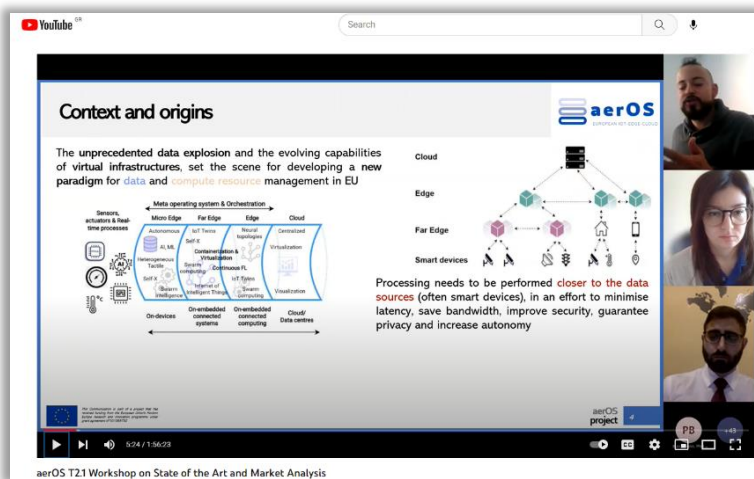 YouTube GR
Search
Context and origins
aerOS
EUROPEAN IOT-EDGE-CLOUD
The unprecedented data explosion and the evolving capabilities
of virtual infrastructures, set the scene for developing a new
paradigm for data and compute resource management in EU
Meta operating system & Orchestration
Sensors,
actuators & Real-
time processes
Micro Edge
Far Edge
Edge
Cloud
Autonomous
IoT Twins
Neural
topologies
Centralized
AI, ML
Self-X
Containerization &
Virtualization
Virtualization
Heterogeneous
Tactile
Swarm
computing
Continuous FL
Self-X
IoT Twins
Swarm
Intelligence
Internet of
Intelligent Things
Swarm
computing
Visualization
AI
On-devices
On-embedded
connected
systems
On-embedded
connected
computing
Cloud/
Data centres
Cloud
Edge
Far Edge
Smart devices
Processing needs to be performed closer to the data
sources (often smart devices), in an effort to minimise
latency, save bandwidth, improve security, guarantee
privacy and increase autonomy
aerOS
project
4
PB
+43
5:24 / 1:56:23
CC
aerOS T2.1 Workshop on State of the Art and Market Analysis